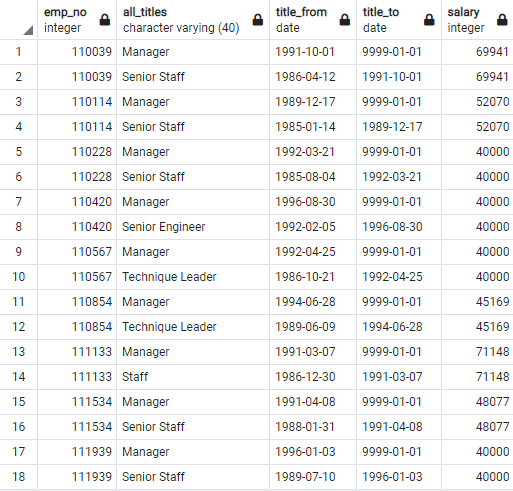 emp_no all_titles title_from title_to salary
integer character varying (40) date date integer
1 110039 Manager 1991-10-01 9999-01-01 69941
2 110039 Senior Staff 1986-04-12 1991-10-01 69941
3 110114 Manager 1989-12-17 9999-01-01 52070
4 110114 Senior Staff 1985-01-14 1989-12-17 52070
5 110228 Manager 1992-03-21 9999-01-01 40000
6 110228 Senior Staff 1985-08-04 1992-03-21 40000
7 110420 Manager 1996-08-30 9999-01-01 40000
8 110420 Senior Engineer 1992-02-05 1996-08-30 40000
9 110567 Manager 1992-04-25 9999-01-01 40000
10 110567 Technique Leader 1986-10-21 1992-04-25 40000
11 110854 Manager 1994-06-28 9999-01-01 45169
12 110854 Technique Leader 1989-06-09 1994-06-28 45169
13 111133 Manager 1991-03-07 9999-01-01 71148
14 111133 Staff 1986-12-30 1991-03-07 71148
15 111534 Manager 1991-04-08 9999-01-01 48077
16 111534 Senior Staff 1988-01-31 1991-04-08 48077
17 111939 Manager 1996-01-03 9999-01-01 40000
18 111939 Senior Staff 1989-07-10 1996-01-03 40000